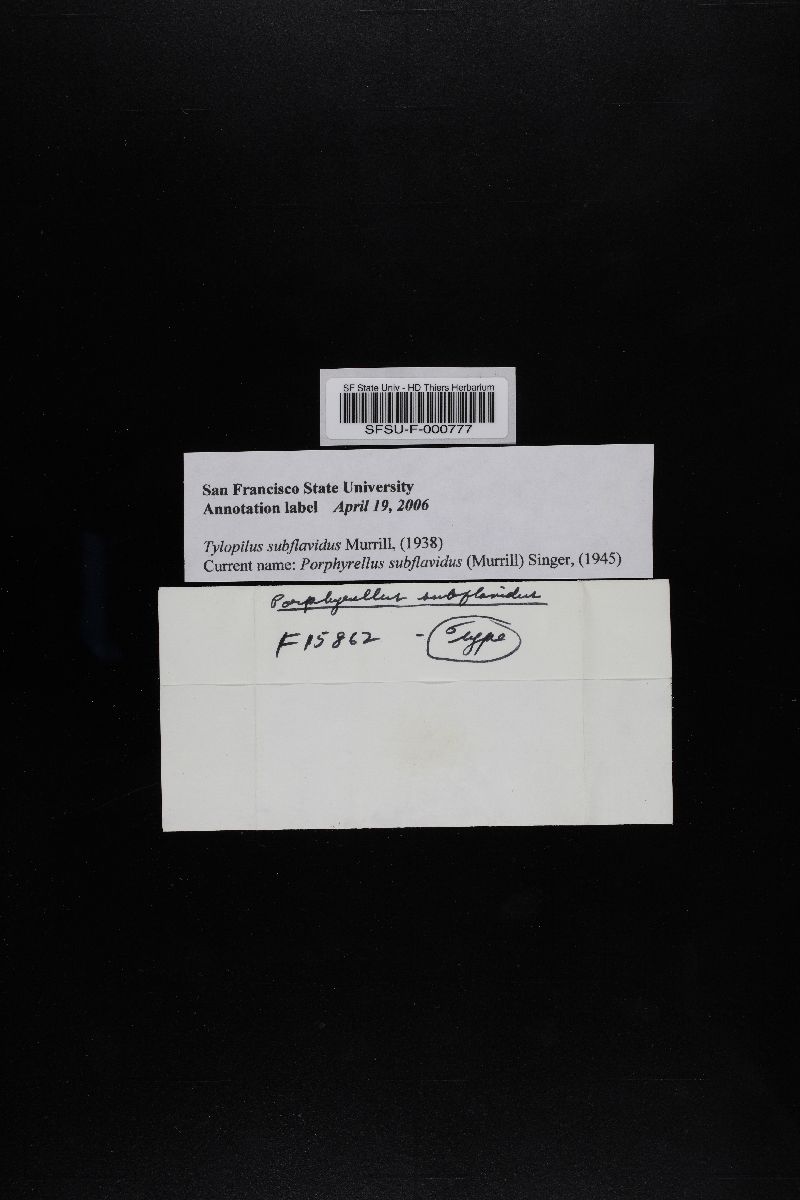 SF State Univ - HD Thiers Herbarium
SFSU-F-000777
San Francisco State University
Annotation label April 19, 2006
Tylopilus subflavidus Murrill, (1938)
Current name: Porphyrellus subflavidus (Murrill) Singer, (1945)
Porphyrellus subflavidus
F15862 - Type